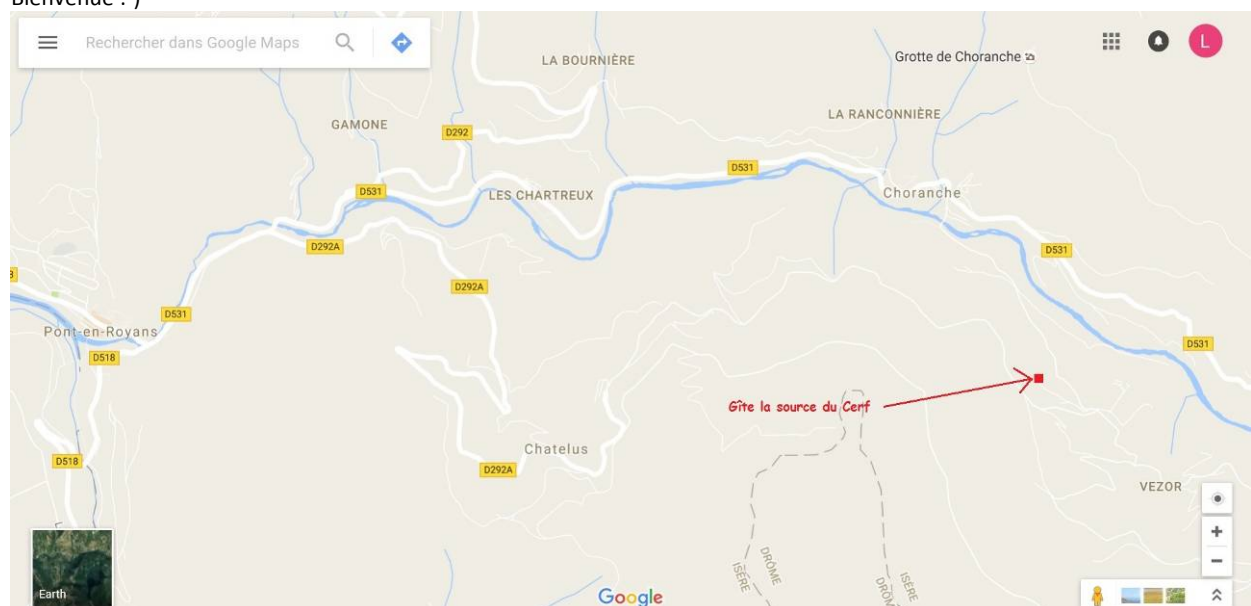 Bienvenue : )
Rechercher dans Google Maps
L
LA BOURNIÈRE
Grotte de Choranche
LA RANCONNIÈRE
GAMONE
D292
D531
D531
LES CHARTREUX
Choranche
D292A
D531
D292A
D531
Pont-en-Royans
D518
D531
Gîte la source du Cerf
Chatelus
D518
D292A
VEZOR
ISÈRE
DRÔME
DRÔME
ISÈRE
Earth
Google